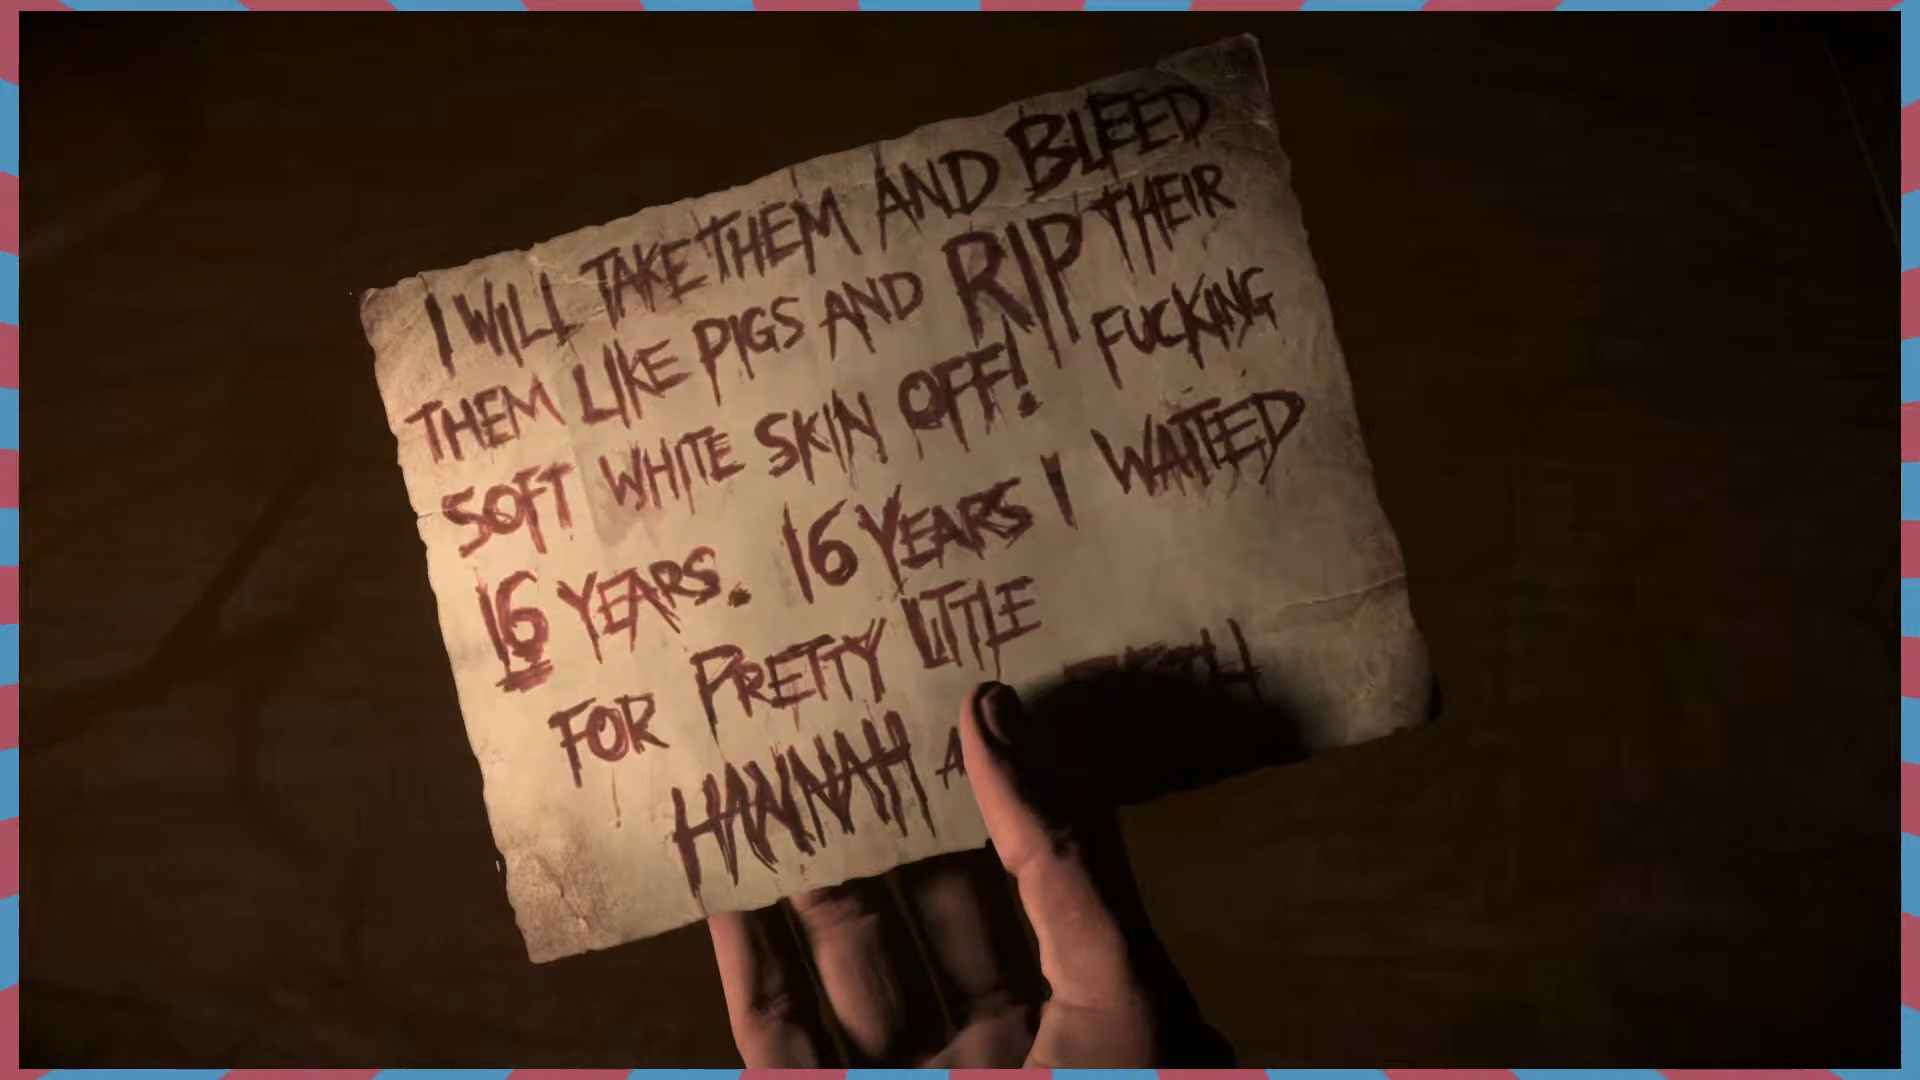 I WILL TAKE THEM AND BLEED
THEM LIKE PIGS AND RIP THEIR
SOFT WHITE SKIN OFF! FUCKING
16 YEARS. 16 YEARS I WAITED
FOR PRETTY LITTLE
HANNAH